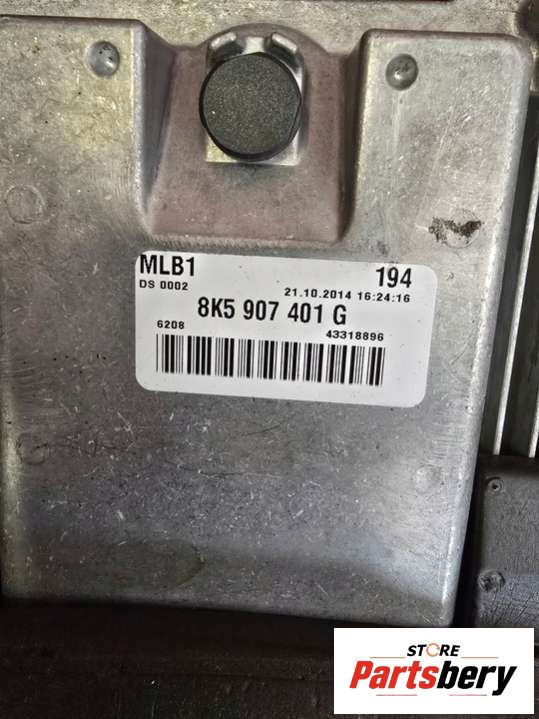 MLB1 194
DS 0002 21.10.2014 16:24:16
8K5 907 401 G
6208 43318896
STORE
Partsbery